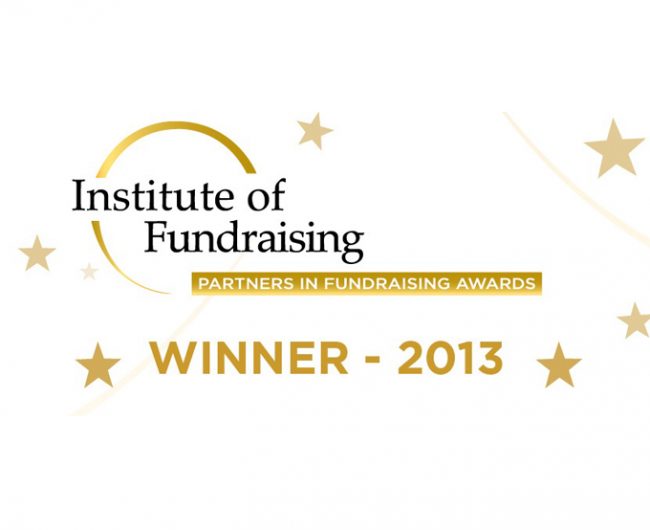 Institute of
Fundraising
PARTNERS IN FUNDRAISING AWARDS
WINNER - 2013